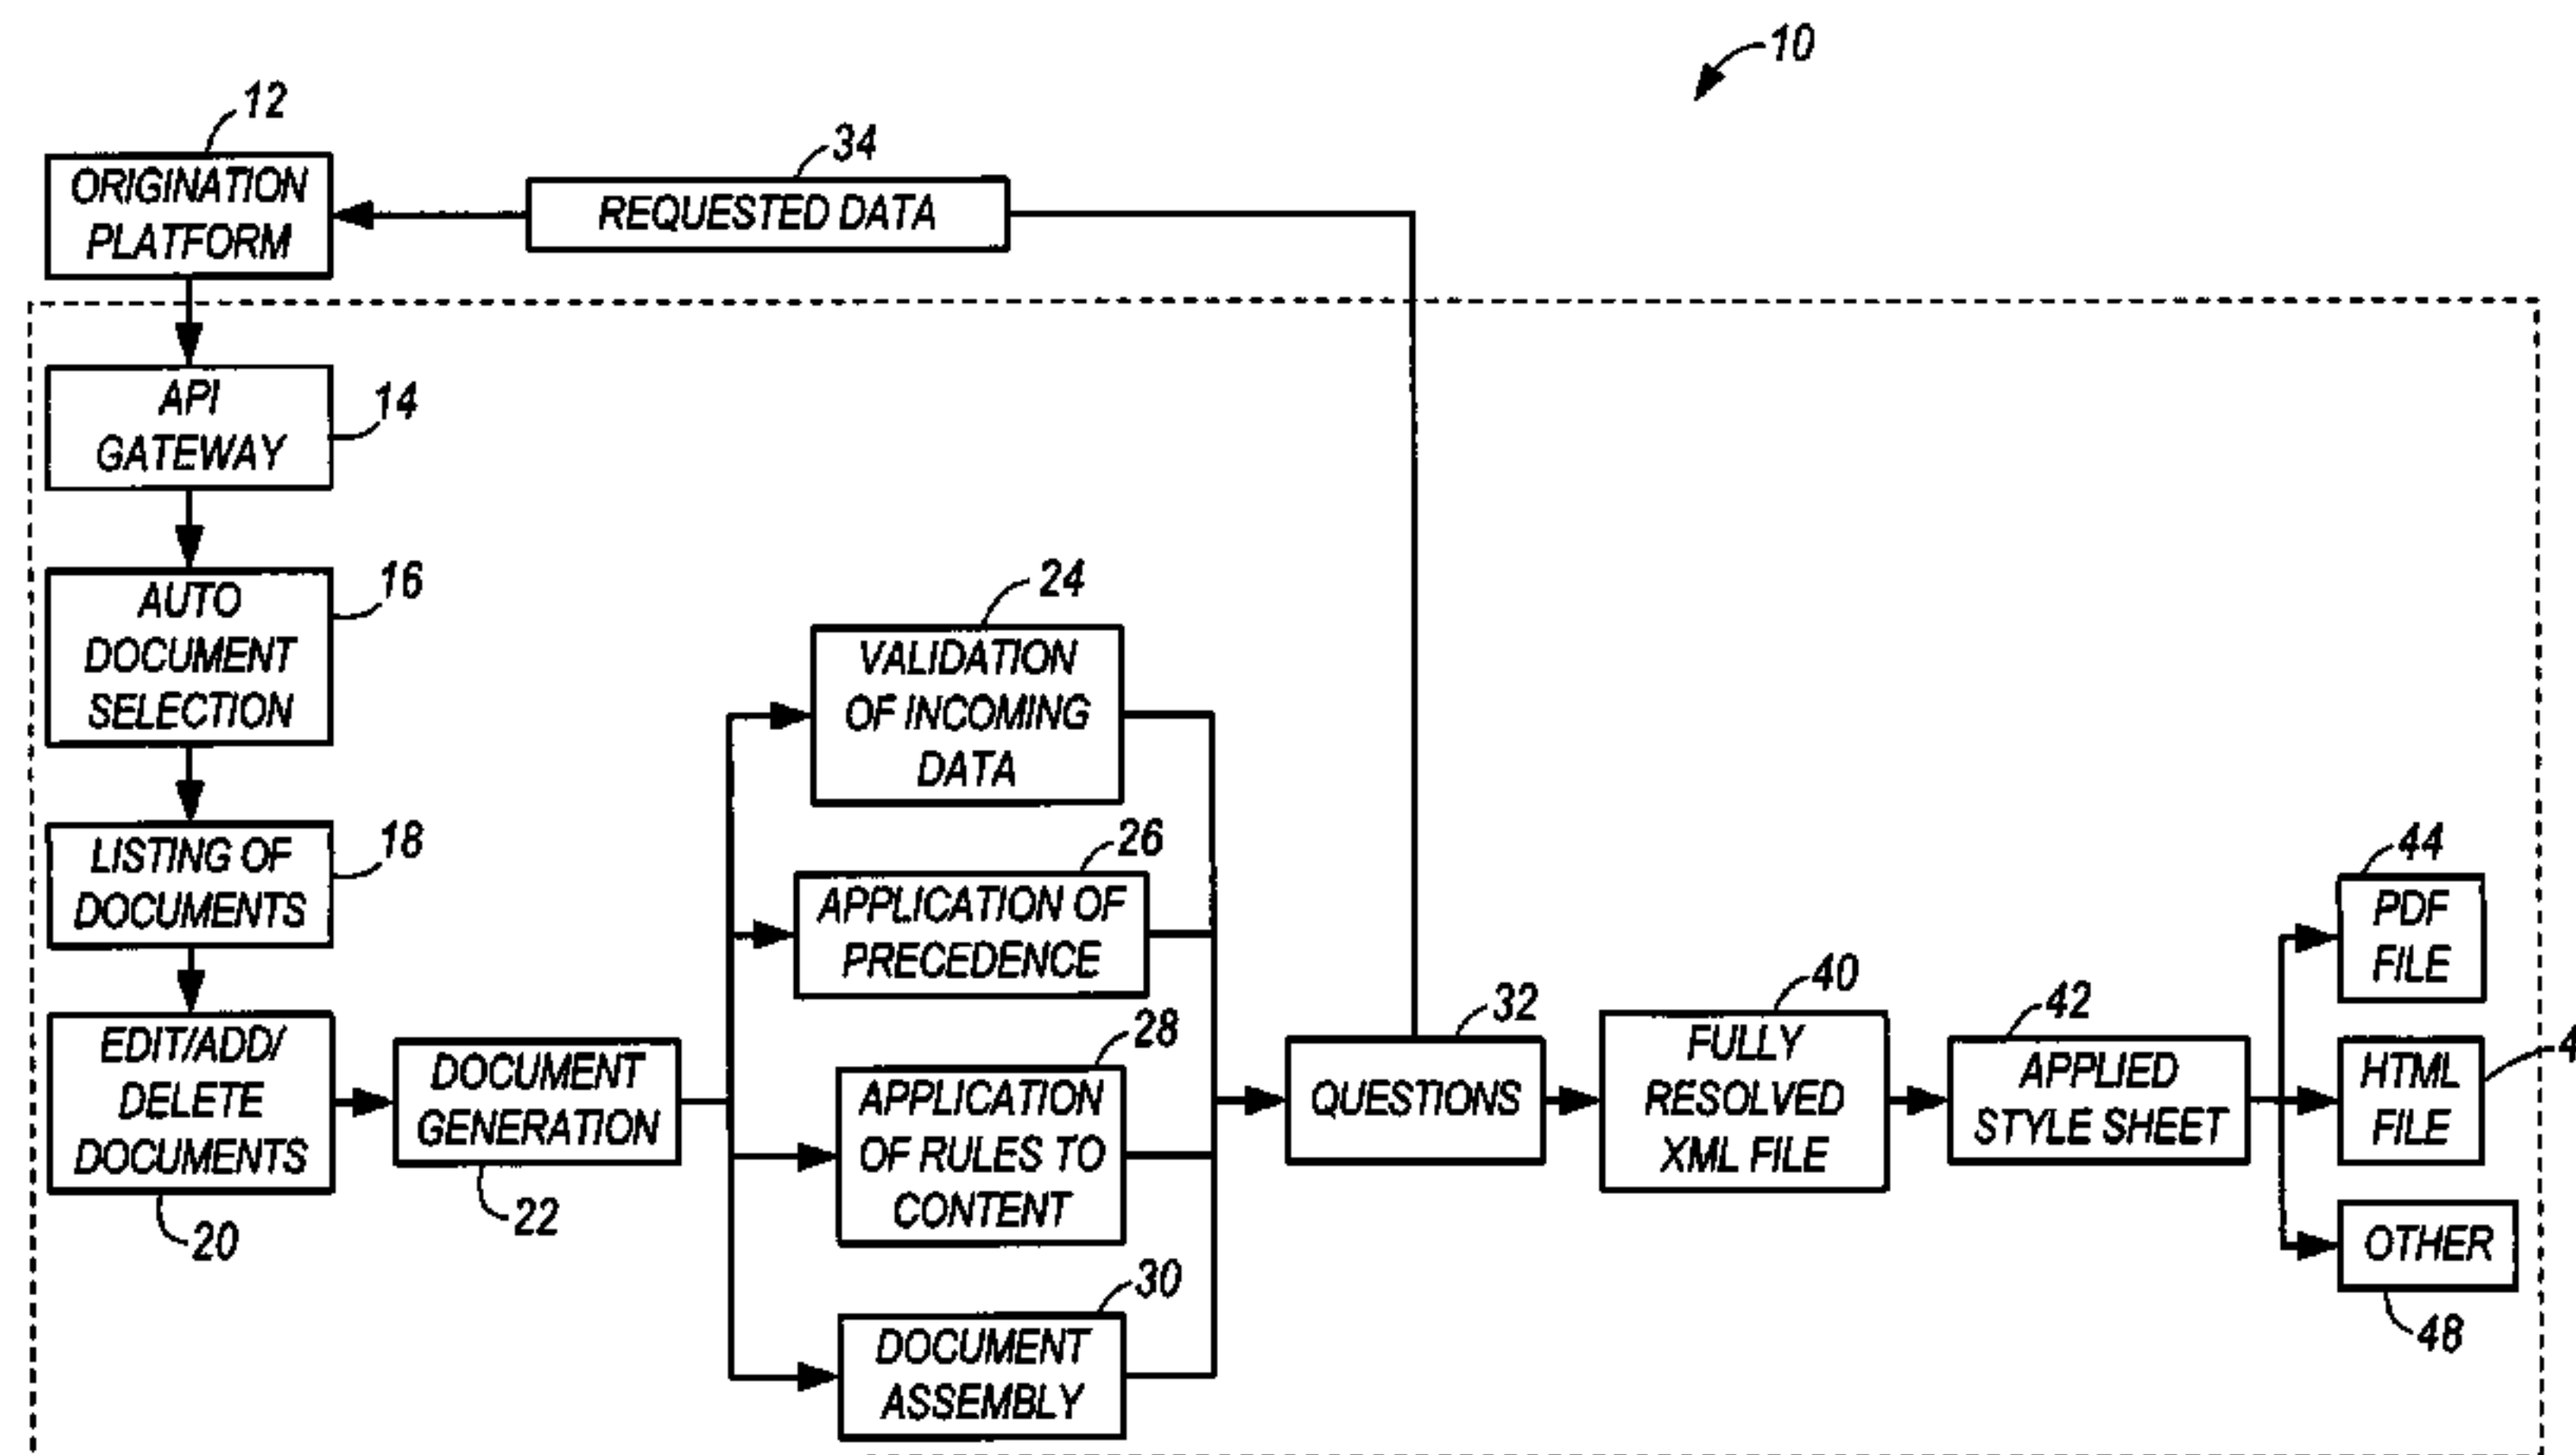 10
12
ORIGINATION
PLATFORM
34
REQUESTED DATA
API
GATEWAY
14
AUTO
DOCUMENT
SELECTION
16
LISTING OF
DOCUMENTS
18
EDIT/ADD/
DELETE
DOCUMENTS
20
DOCUMENT
GENERATION
22
24
VALIDATION
OF INCOMING
DATA
26
APPLICATION OF
PRECEDENCE
28
APPLICATION
OF RULES TO
CONTENT
30
DOCUMENT
ASSEMBLY
32
QUESTIONS
40
FULLY
RESOLVED
XML FILE
42
APPLIED
STYLE SHEET
44
PDF
FILE
HTML
FILE
OTHER
48